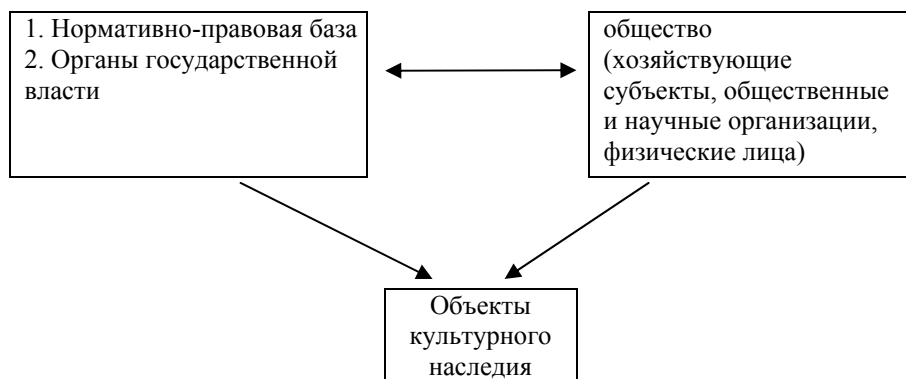 1. Нормативно-правовая база
2. Органы государственной
власти
общество
(хозяйствующие
субъекты, общественные
и научные организации,
физические лица)
Объекты
культурного
наследия